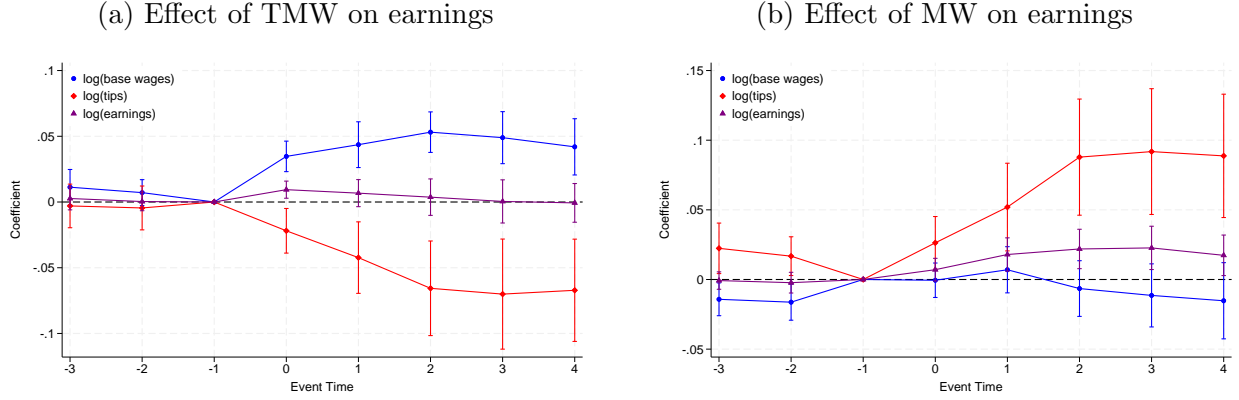 (a) Effect of TMW on earnings
.1
.05
0
-.05
-.1
Coefficient
log(base wages)
log(tips)
log(earnings)
-3 -2 -1 0 1 2 3 4
Event Time
(b) Effect of MW on earnings
.15
.1
.05
0
-.05
Coefficient
log(base wages)
log(tips)
log(earnings)
-3 -2 -1 0 1 2 3 4
Event Time